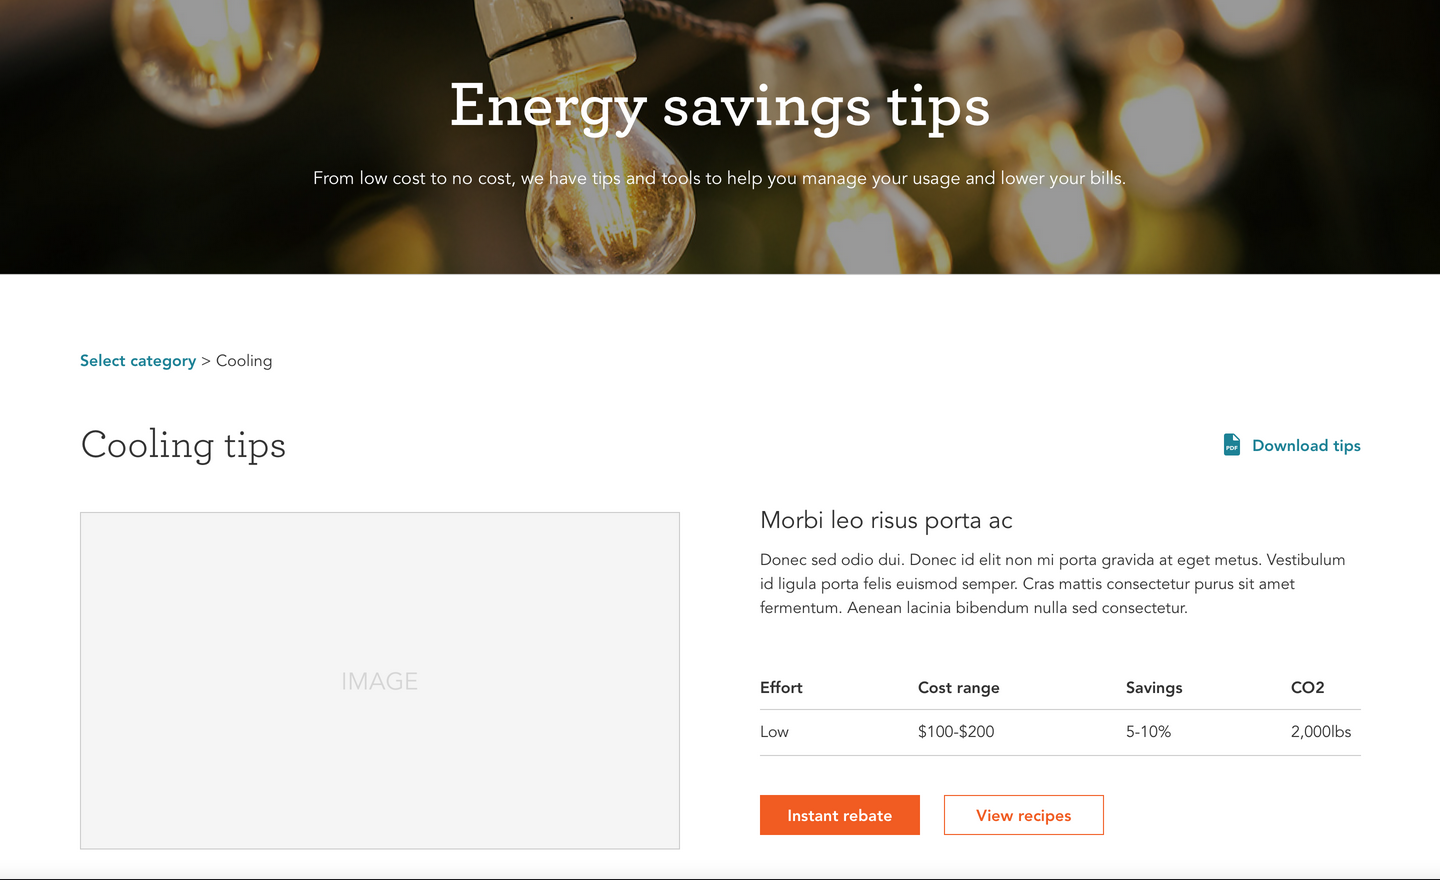 Energy savings tips
From low cost to no cost, we have tips and tools to help you manage your usage and lower your bills.
Select category > Cooling
Cooling tips
PDF Download tips
IMAGE
Morbi leo risus porta ac
Donec sed odio dui. Donec id elit non mi porta gravida at eget metus. Vestibulum
id ligula porta felis euismod semper. Cras mattis consectetur purus sit amet
fermentum. Aenean lacinia bibendum nulla sed consectetur.
Effort Cost range Savings CO2
Low $100-$200 5-10% 2,000lbs
Instant rebate View recipes